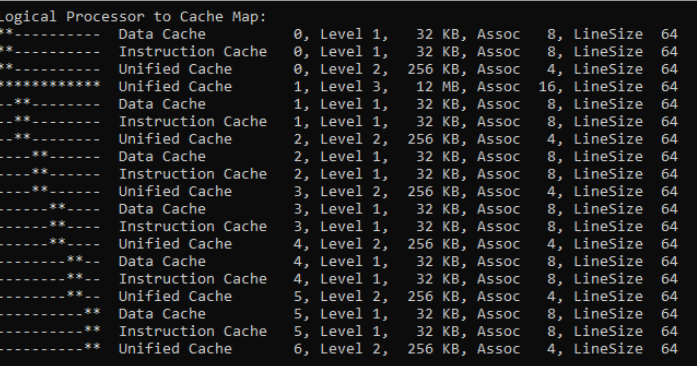 Logical Processor to Cache Map:
**----------  Data Cache          0, Level 1,   32 KB, Assoc   8, LineSize  64
**----------  Instruction Cache   0, Level 1,   32 KB, Assoc   8, LineSize  64
**----------  Unified Cache       0, Level 2,  256 KB, Assoc   4, LineSize  64
************  Unified Cache       1, Level 3,   12 MB, Assoc  16, LineSize  64
--**--------  Data Cache          1, Level 1,   32 KB, Assoc   8, LineSize  64
--**--------  Instruction Cache   1, Level 1,   32 KB, Assoc   8, LineSize  64
--**--------  Unified Cache       2, Level 2,  256 KB, Assoc   4, LineSize  64
----**------  Data Cache          2, Level 1,   32 KB, Assoc   8, LineSize  64
----**------  Instruction Cache   2, Level 1,   32 KB, Assoc   8, LineSize  64
----**------  Unified Cache       3, Level 2,  256 KB, Assoc   4, LineSize  64
------**----  Data Cache          3, Level 1,   32 KB, Assoc   8, LineSize  64
------**----  Instruction Cache   3, Level 1,   32 KB, Assoc   8, LineSize  64
------**----  Unified Cache       4, Level 2,  256 KB, Assoc   4, LineSize  64
--------**--  Data Cache          4, Level 1,   32 KB, Assoc   8, LineSize  64
--------**--  Instruction Cache   4, Level 1,   32 KB, Assoc   8, LineSize  64
--------**--  Unified Cache       5, Level 2,  256 KB, Assoc   4, LineSize  64
----------**  Data Cache          5, Level 1,   32 KB, Assoc   8, LineSize  64
----------**  Instruction Cache   5, Level 1,   32 KB, Assoc   8, LineSize  64
----------**  Unified Cache       6, Level 2,  256 KB, Assoc   4, LineSize  64